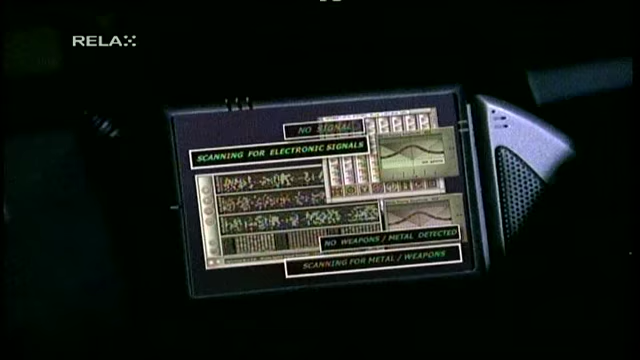 RELAX
NO SIGNAL
SCANNING FOR ELECTRONIC SIGNALS
NO WEAPONS / METAL DETECTED
SCANNING FOR METAL / WEAPONS